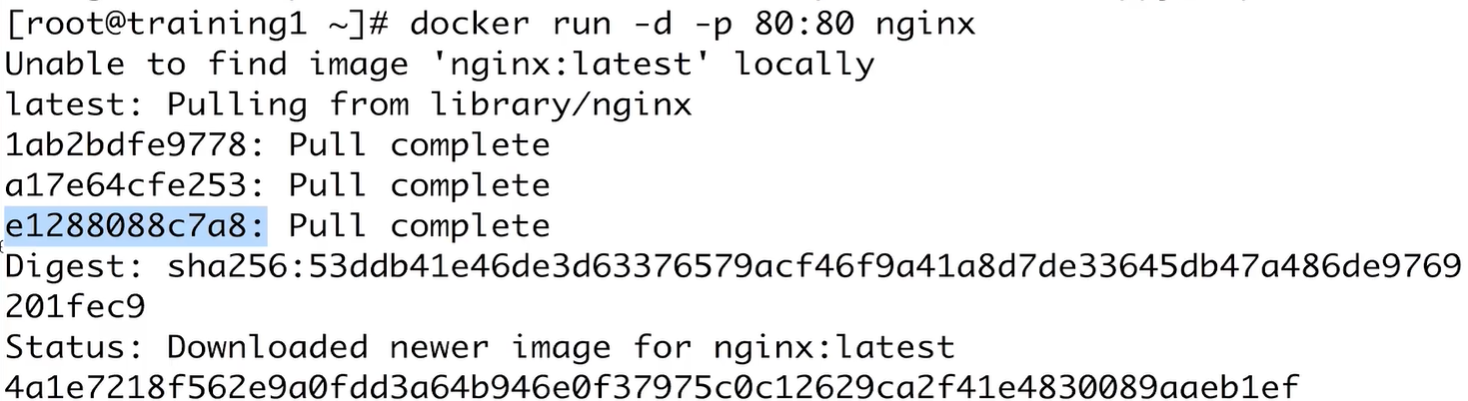 [root@training1 ~]# docker run -d -p 80:80 nginx
Unable to find image 'nginx:latest' locally
latest: Pulling from library/nginx
1ab2bdfe9778: Pull complete
a17e64cfe253: Pull complete
e1288088c7a8: Pull complete
Digest: sha256:53ddb41e46de3d63376579acf46f9a41a8d7de33645db47a486de9769
201fec9
Status: Downloaded newer image for nginx:latest
4a1e7218f562e9a0fdd3a64b946e0f37975c0c12629ca2f41e4830089aaeb1ef